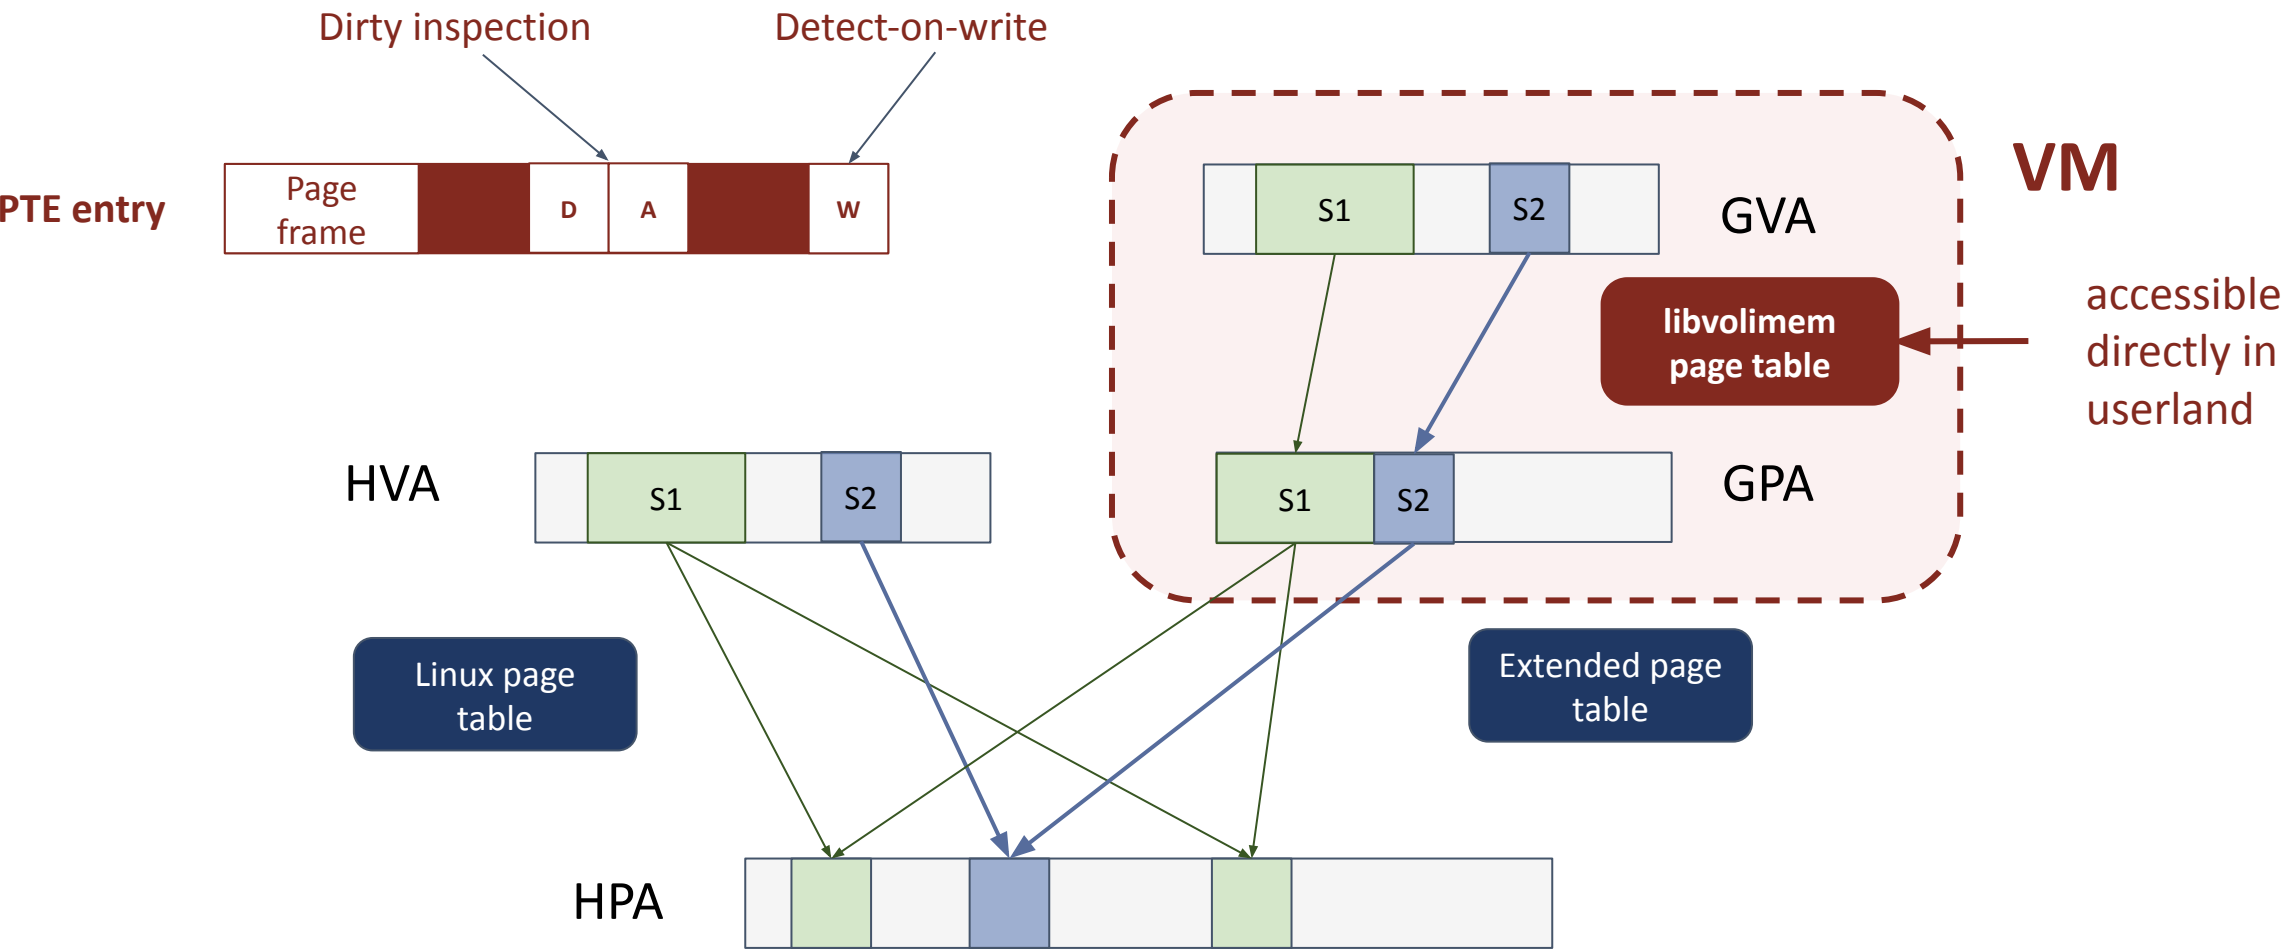 Dirty inspection
Detect-on-write
VM
PTE entry
Page
frame
D
A
W
S1
S2
GVA
libvolimem
page table
accessible
directly in
userland
HVA
S1
S2
S1
S2
GPA
Linux page
table
Extended page
table
HPA